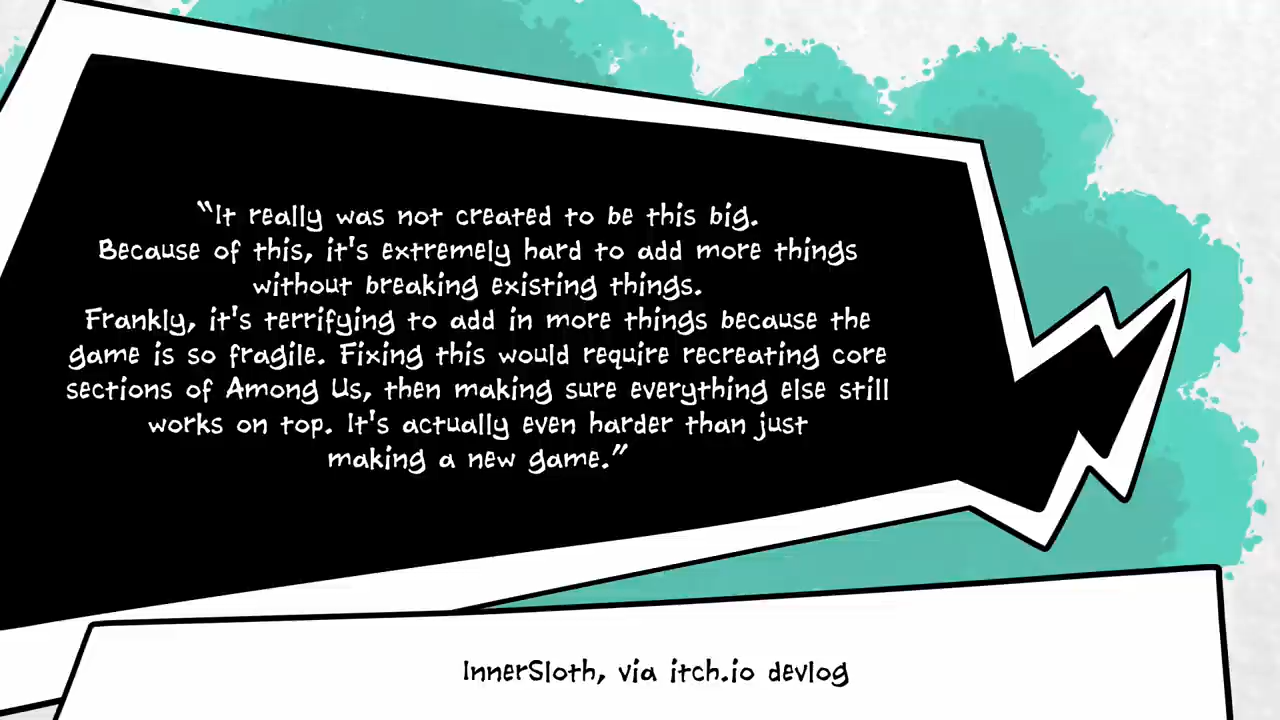 “It really was not created to be this big.
Because of this, it's extremely hard to add more things
without breaking existing things.
Frankly, it's terrifying to add in more things because the
game is so fragile. Fixing this would require recreating core
sections of Among Us, then making sure everything else still
works on top. It's actually even harder than just
making a new game.”
InnerSloth, via itch.io devlog